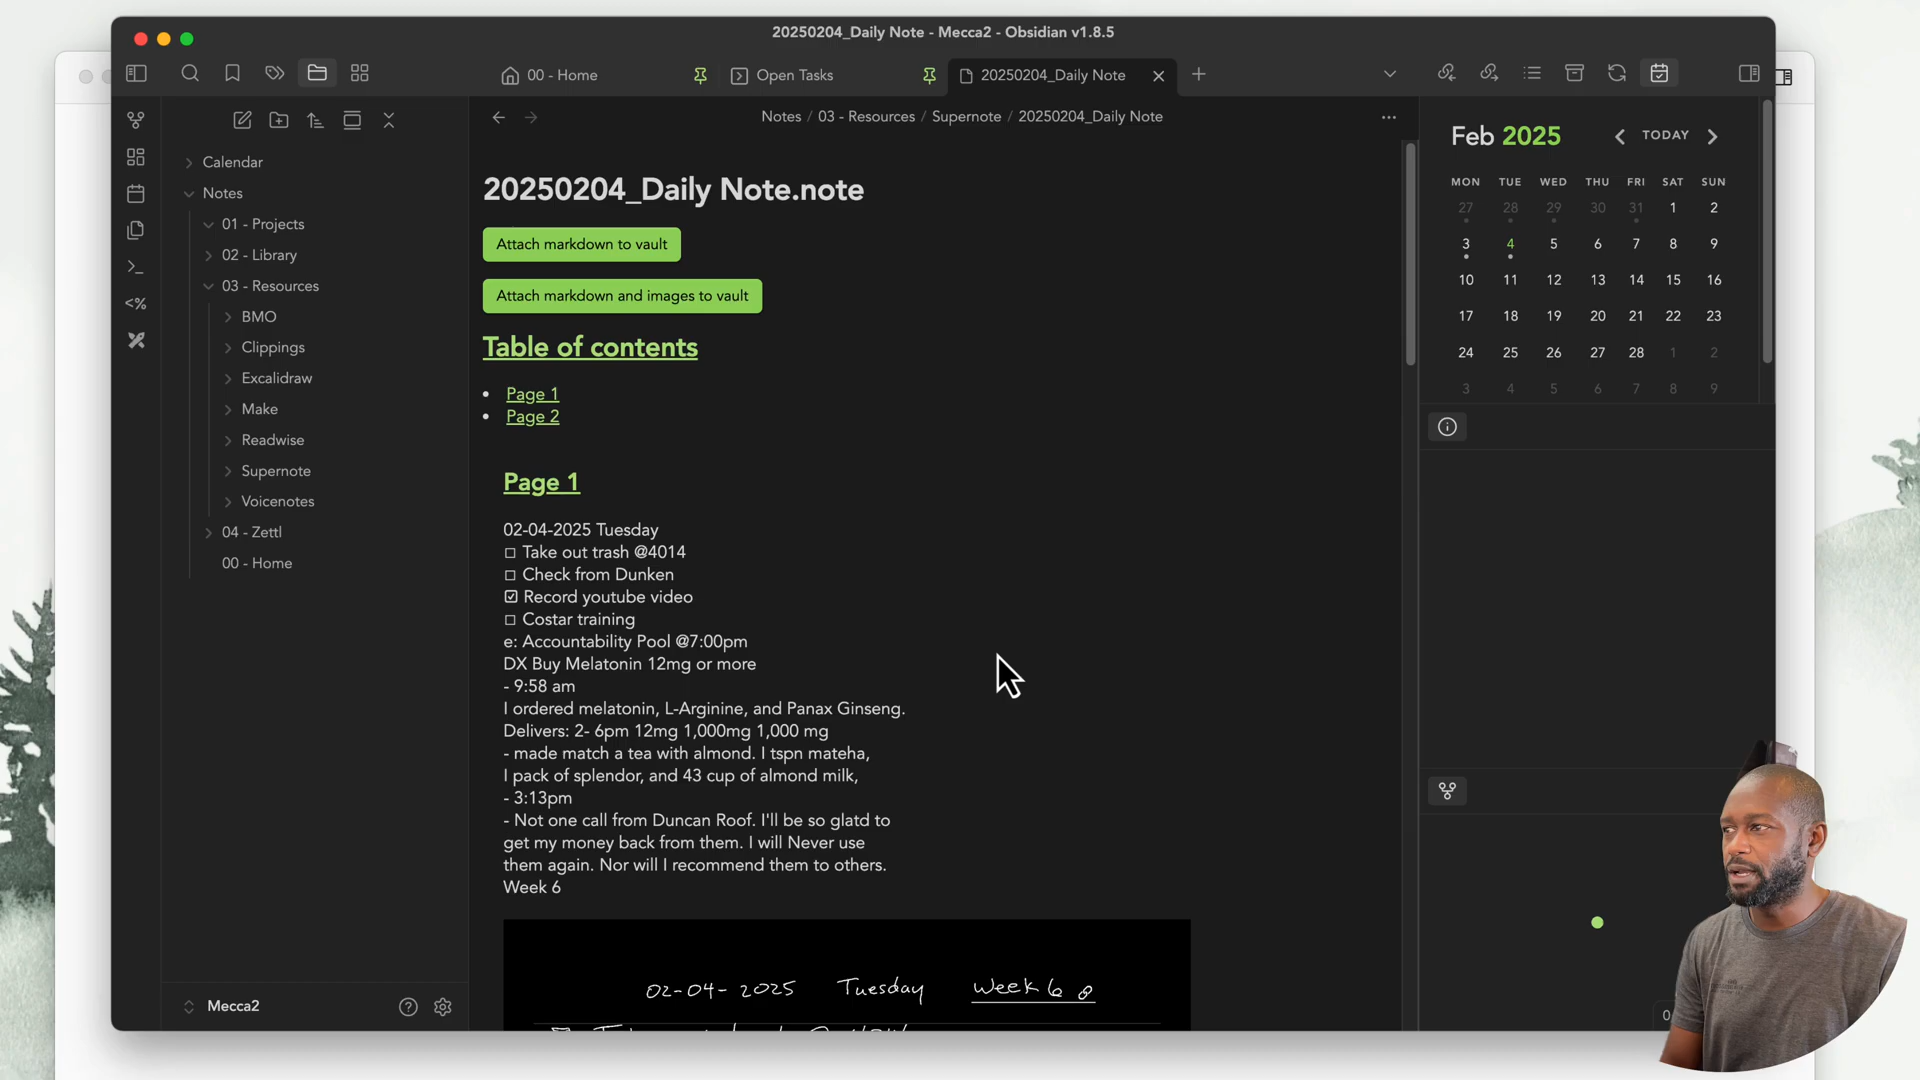 20250204_Daily Note - Mecca2 - Obsidian v1.8.5
00 - Home
Open Tasks
20250204_Daily Note
Notes / 03 - Resources / Supernote / 20250204_Daily Note
Calendar
Notes
01 - Projects
02 - Library
03 - Resources
BMO
Clippings
Excalidraw
Make
Readwise
Supernote
Voicenotes
04 - Zettl
00 - Home
Mecca2
20250204_Daily Note.note
Attach markdown to vault
Attach markdown and images to vault
Table of contents
• Page 1
• Page 2
Page 1
02-04-2025 Tuesday
☐ Take out trash @4014
☐ Check from Dunken
☑ Record youtube video
☐ Costar training
e: Accountability Pool @7:00pm
DX Buy Melatonin 12mg or more
- 9:58 am
I ordered melatonin, L-Arginine, and Panax Ginseng.
Delivers: 2- 6pm 12mg 1,000mg 1,000 mg
- made match a tea with almond. I tspn mateha,
I pack of splendor, and 43 cup of almond milk,
- 3:13pm
- Not one call from Duncan Roof. I'll be so glatd to
get my money back from them. I will Never use
them again. Nor will I recommend them to others.
Week 6
02-04-2025 Tuesday Week 6
Feb 2025
TODAY
MON TUE WED THU FRI SAT SUN
27 28 29 30 31 1 2
3 4 5 6 7 8 9
10 11 12 13 14 15 16
17 18 19 20 21 22 23
24 25 26 27 28 1 2
3 4 5 6 7 8 9